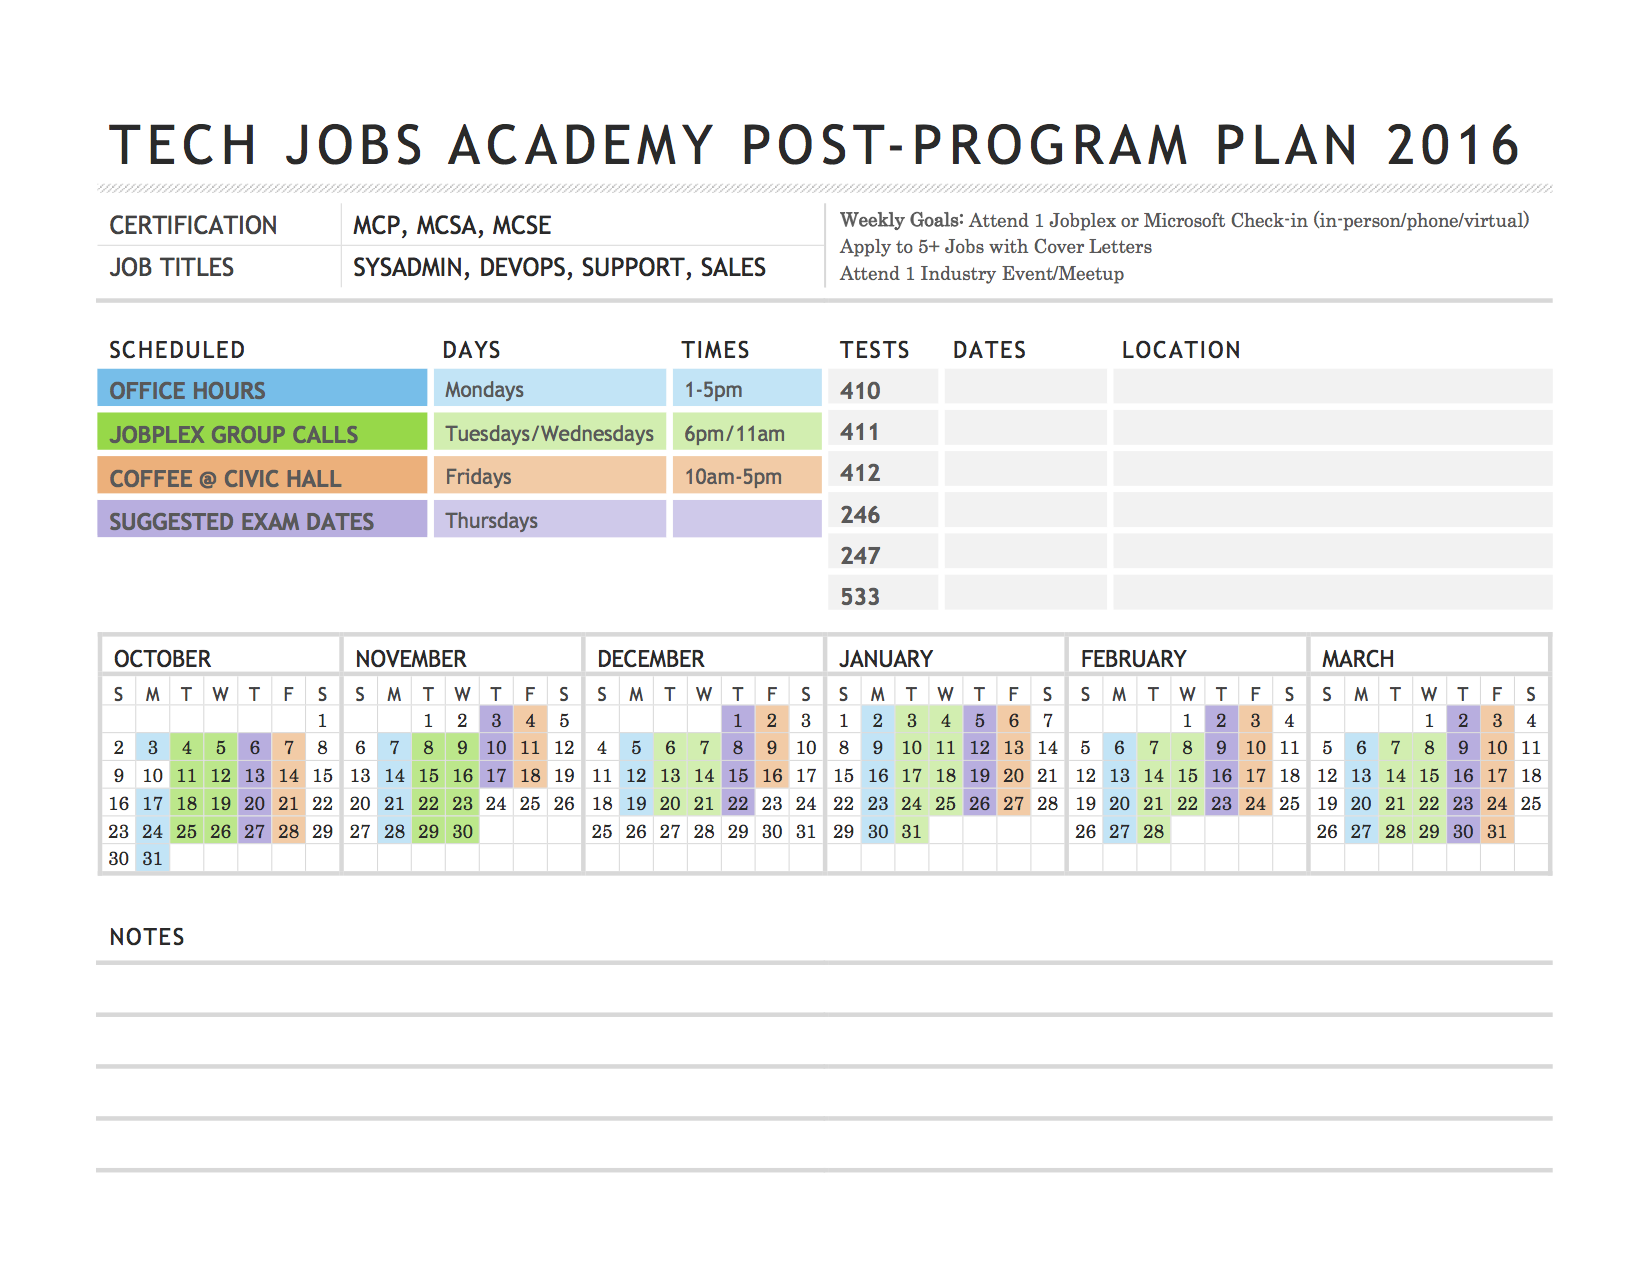 TECH JOBS ACADEMY POST-PROGRAM PLAN 2016
CERTIFICATION MCP, MCSA, MCSE
JOB TITLES SYSADMIN, DEVOPS, SUPPORT, SALES
Weekly Goals: Attend 1 Jobplex or Microsoft Check-in (in-person/phone/virtual)
Apply to 5+ Jobs with Cover Letters
Attend 1 Industry Event/Meetup
SCHEDULED DAYS TIMES
OFFICE HOURS Mondays 1-5pm
JOBPLEX GROUP CALLS Tuesdays/Wednesdays 6pm/11am
COFFEE @ CIVIC HALL Fridays 10am-5pm
SUGGESTED EXAM DATES Thursdays
TESTS DATES LOCATION
410
411
412
246
247
533
OCTOBER
S M T W T F S
1
2 3 4 5 6 7 8
9 10 11 12 13 14 15
16 17 18 19 20 21 22
23 24 25 26 27 28 29
30 31
NOVEMBER
S M T W T F S
1 2 3 4 5
6 7 8 9 10 11 12
13 14 15 16 17 18 19
20 21 22 23 24 25 26
27 28 29 30
DECEMBER
S M T W T F S
1 2 3
4 5 6 7 8 9 10
11 12 13 14 15 16 17
18 19 20 21 22 23 24
25 26 27 28 29 30 31
JANUARY
S M T W T F S
1 2 3 4 5 6 7
8 9 10 11 12 13 14
15 16 17 18 19 20 21
22 23 24 25 26 27 28
29 30 31
FEBRUARY
S M T W T F S
1 2 3 4
5 6 7 8 9 10 11
12 13 14 15 16 17 18
19 20 21 22 23 24 25
26 27 28
MARCH
S M T W T F S
1 2 3 4
5 6 7 8 9 10 11
12 13 14 15 16 17 18
19 20 21 22 23 24 25
26 27 28 29 30 31
NOTES